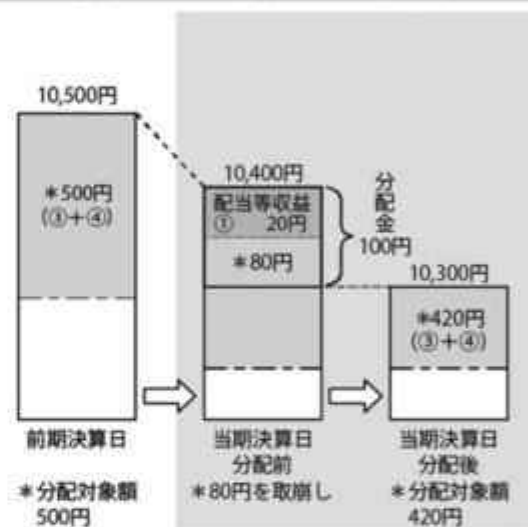 10,500円
＊500円
(③＋④)
前期決算日
＊分配対象額
500円
10,400円
配当等収益
① 20円
＊80円
分配金
100円
当期決算日
分配前
＊80円を取崩し
10,300円
＊420円
(③＋④)
当期決算日
分配後
＊分配対象額
420円